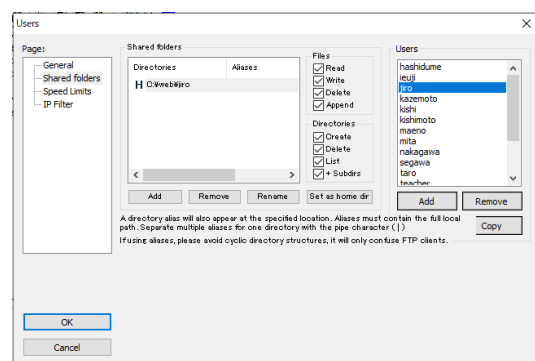 Users
Page:
General
Shared folders
Speed Limits
IP Filter
Shared folders
Directories
Aliases
H C:¥web¥jiro
Files
Read
Write
Delete
Append
Directories
Create
Delete
List
+ Subdirs
Add
Remove
Rename
Set as home dir
A directory alias will also appear at the specified location. Aliases must contain the full local
path. Separate multiple aliases for one directory with the pipe character (|)
If using aliases, please avoid cyclic directory structures, it will only confuse FTP clients.
Users
hashidume
ieuji
jiro
kazemoto
kishi
kishimoto
maeno
mita
nakagawa
segawa
taro
teacher
Add
Remove
Copy
OK
Cancel